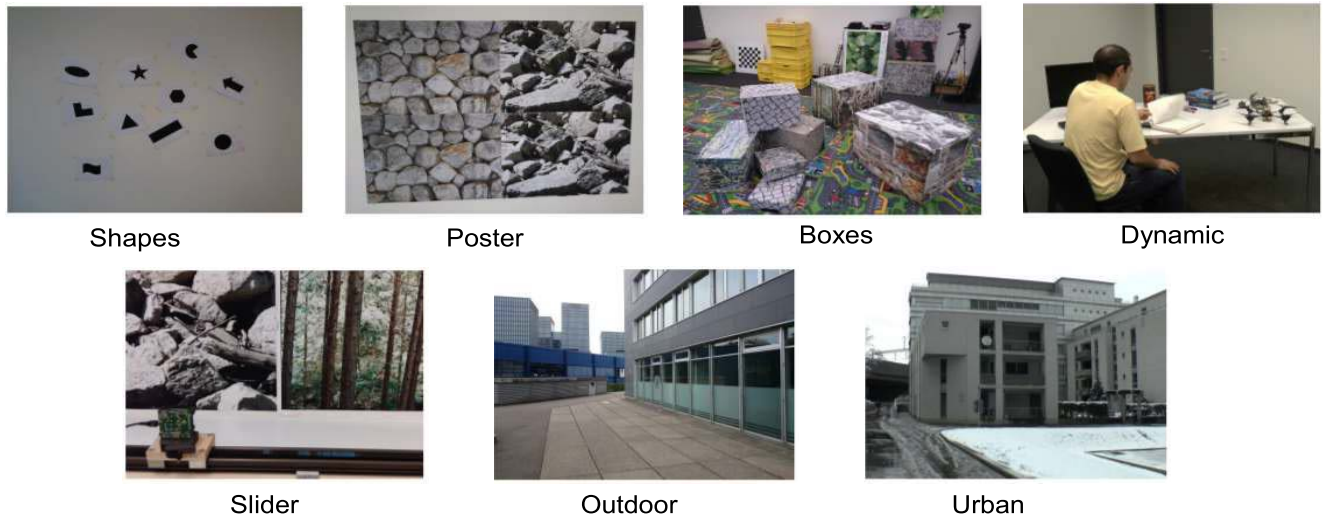 Shapes
Poster
Boxes
Dynamic
Slider
Outdoor
Urban